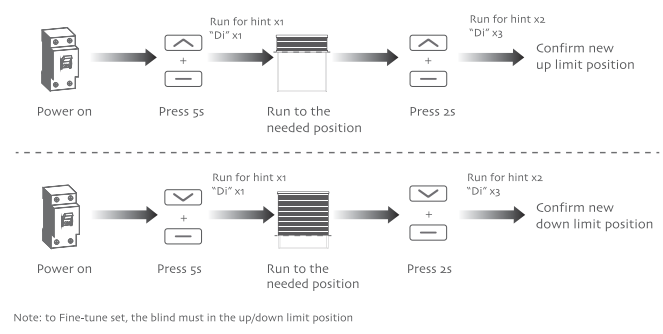 Run for hint x1
"Di" x1
Run for hint x2
"Di" x3
Confirm new
up limit position
+
+
Power on
Press 5s
Run to the
needed position
Press 2s
Run for hint x1
"Di" x1
Run for hint x2
"Di" x3
Confirm new
down limit position
+
+
Power on
Press 5s
Run to the
needed position
Press 2s
Note: to Fine-tune set, the blind must in the up/down limit position